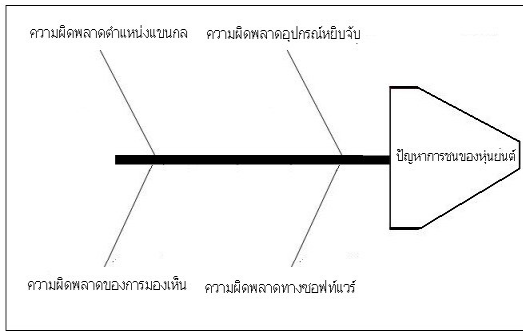 ความผิดพลาดตำแหน่งแขนกล
ความผิดพลาดอุปกรณ์หยิบจับ
ปัญหาการชนของหุ่นยนต์
ความผิดพลาดของการมองเห็น
ความผิดพลาดทางซอฟท์แวร์